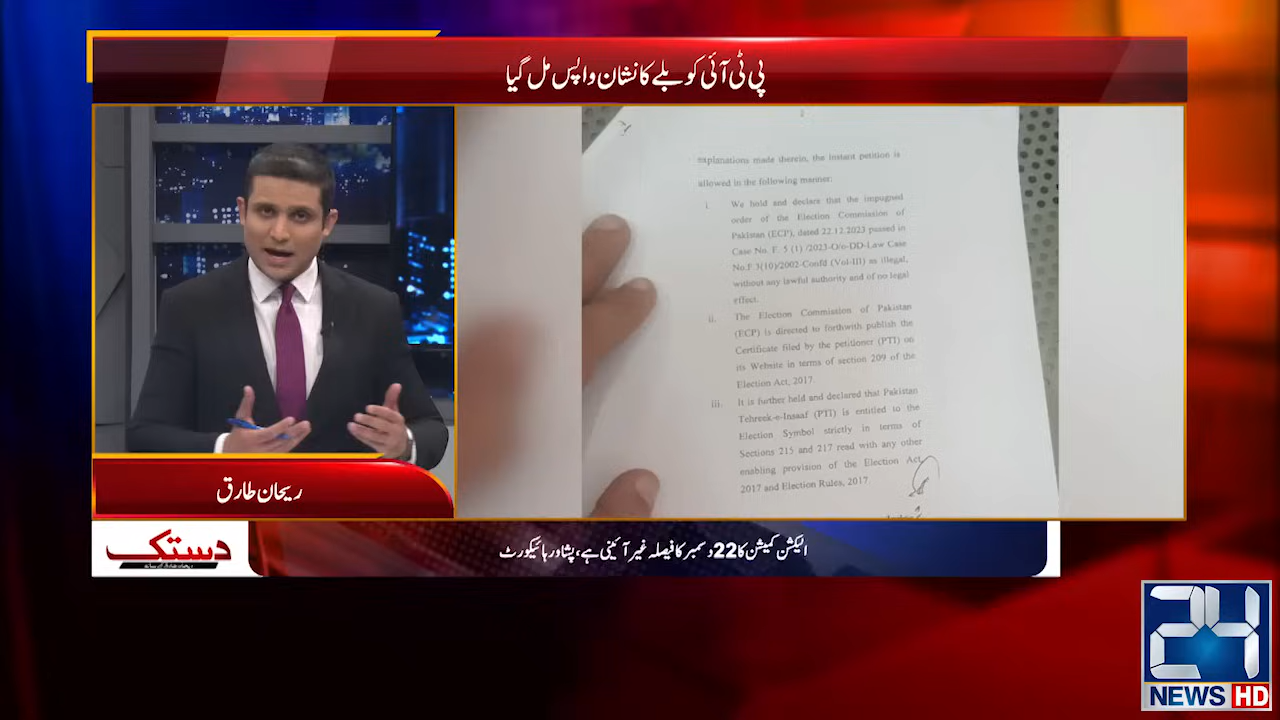 پی ٹی آئی کو بلے کا نشان واپس مل گیا
explanations made therein, the instant petition is
allowed in the following manner:
i. We hold and declare that the impugned
order of the Election Commission of
Pakistan (ECP), dated 22.12.2023 passed in
Case No. F. 5 (1) /2023-O/o-DD-Law Case
No.F 3(10)/2002-Confd (Vol-III) as illegal,
without any lawful authority and of no legal
effect.
ii. The Election Commission of Pakistan
(ECP) is directed to forthwith publish the
Certificate filed by the petitioner (PTI) on
its Website in terms of section 209 of the
Election Act, 2017
iii. It is further held and declared that Pakistan
Tehreek-e-Insaaf (PTI) is entitled to the
Election Symbol strictly in terms of
Sections 215 and 217 read with any other
enabling provision of the Election Act,
2017 and Election Rules, 2017
ریحان طارق
دستک
الیکشن کمیشن کا 22 دسمبر کا فیصلہ غیر آئینی ہے، پشاور ہائیکورٹ
24
NEWS HD